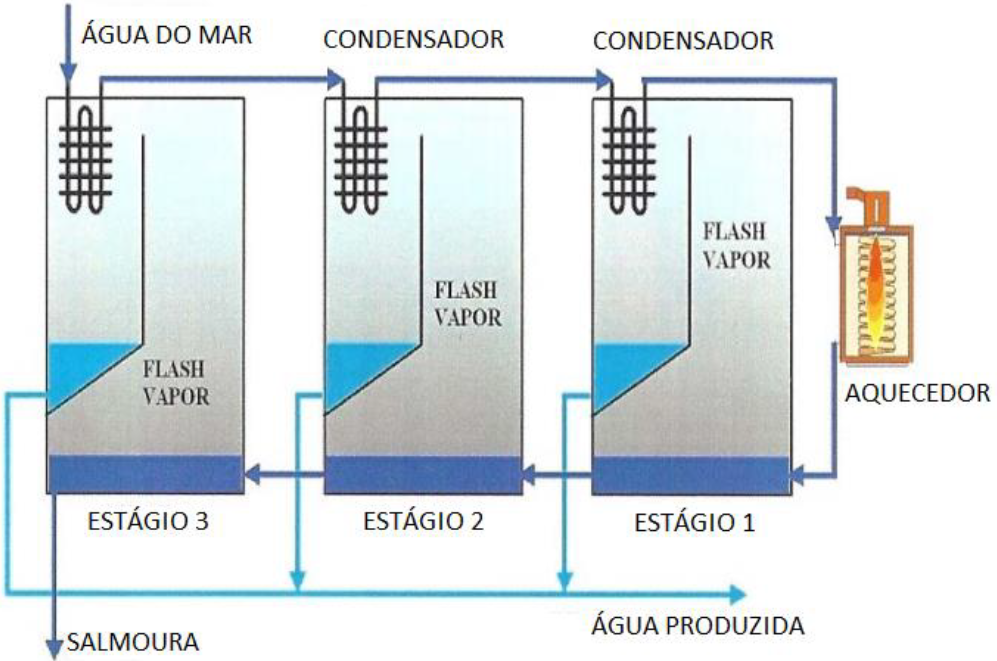 ÁGUA DO MAR
CONDENSADOR
CONDENSADOR
FLASH
VAPOR
FLASH
VAPOR
FLASH
VAPOR
AQUECEDOR
ESTÁGIO 3
ESTÁGIO 2
ESTÁGIO 1
ÁGUA PRODUZIDA
SALMOURA